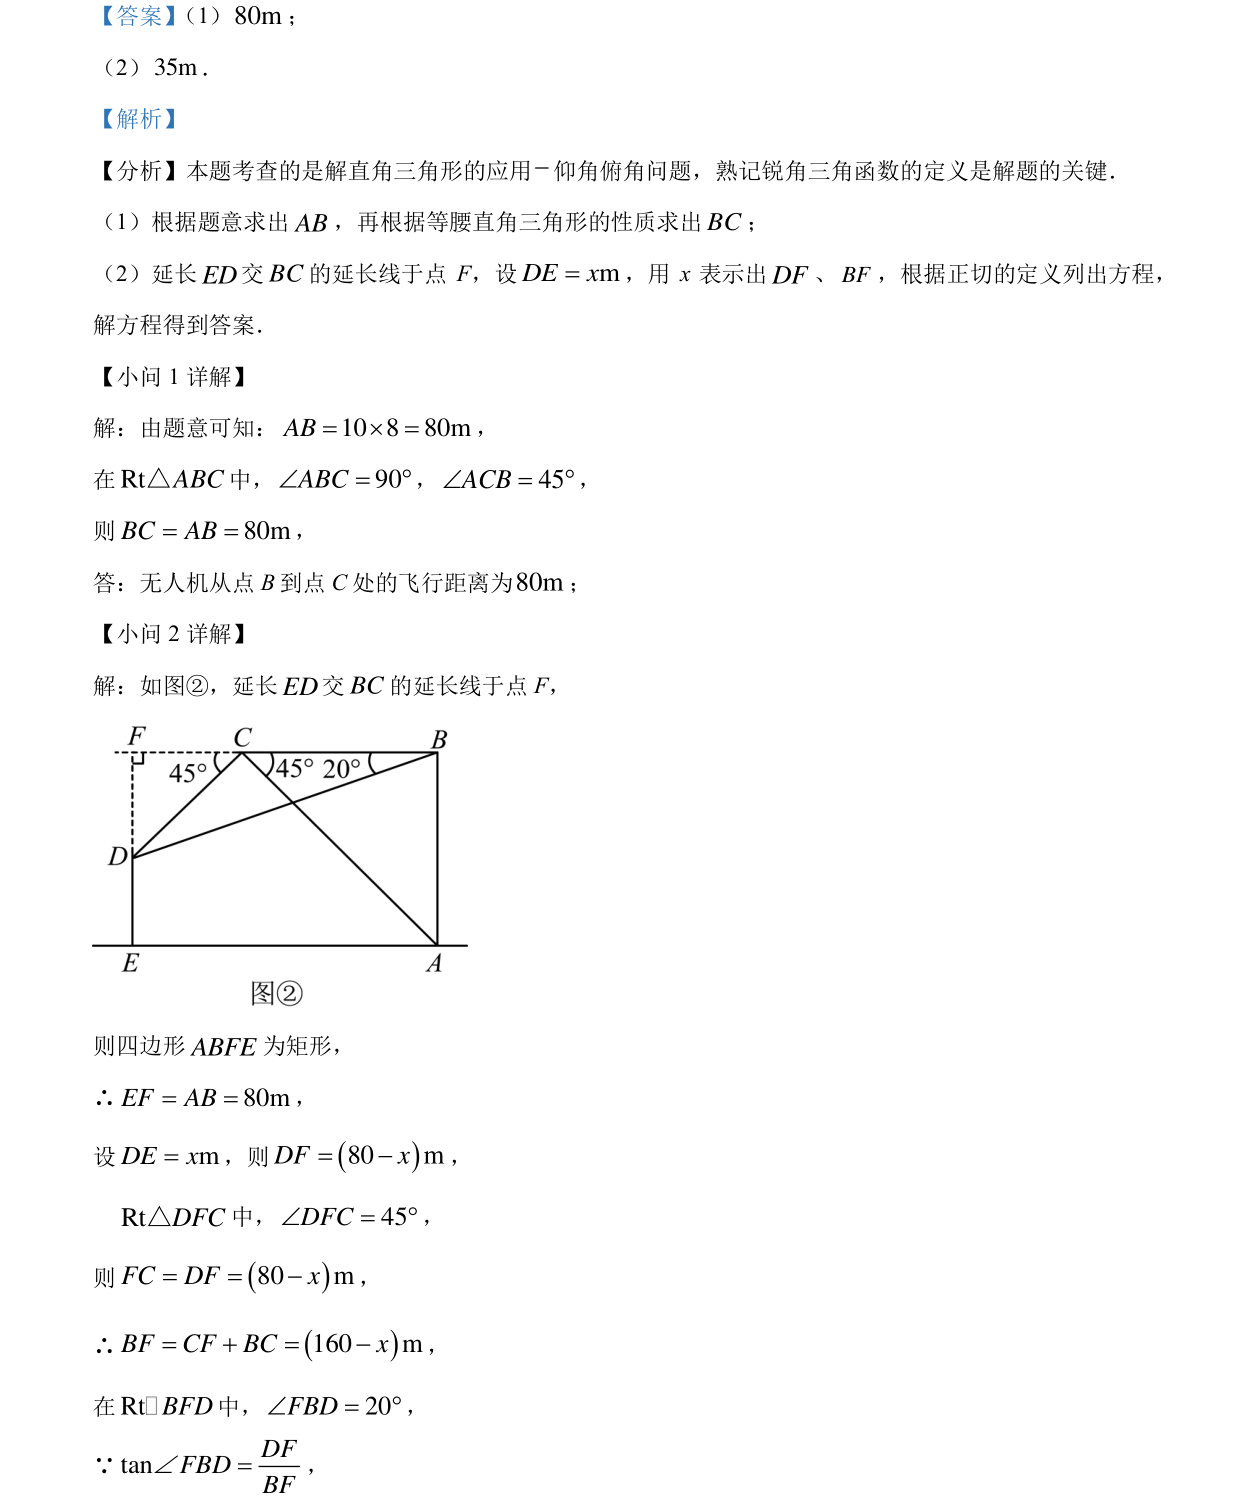 【答案】（1）80m；
（2）35m．
【解析】
【分析】本题考查的是解直角三角形的应用－仰角俯角问题，熟记锐角三角函数的定义是解题的关键．
（1）根据题意求出AB，再根据等腰直角三角形的性质求出BC；
（2）延长ED交BC的延长线于点 F，设DE = xm，用 x 表示出DF、BF，根据正切的定义列出方程，
解方程得到答案．
【小问 1 详解】
解：由题意可知：AB = 10×8 = 80m，
在Rt△ABC中，∠ABC = 90°，∠ACB = 45°，
则BC = AB = 80m，
答：无人机从点 B 到点 C 处的飞行距离为80m；
【小问 2 详解】
解：如图②，延长ED交BC的延长线于点 F，
F C B
45° 45° 20°
D
E A
图②
则四边形ABFE为矩形，
∴EF = AB = 80m，
设DE = xm，则DF = (80 − x)m，
Rt△DFC中，∠DFC = 45°，
则FC = DF = (80 − x)m，
∴BF = CF + BC = (160 − x)m，
在Rt□BFD中，∠FBD = 20°，
∵tan∠FBD = DF/BF，